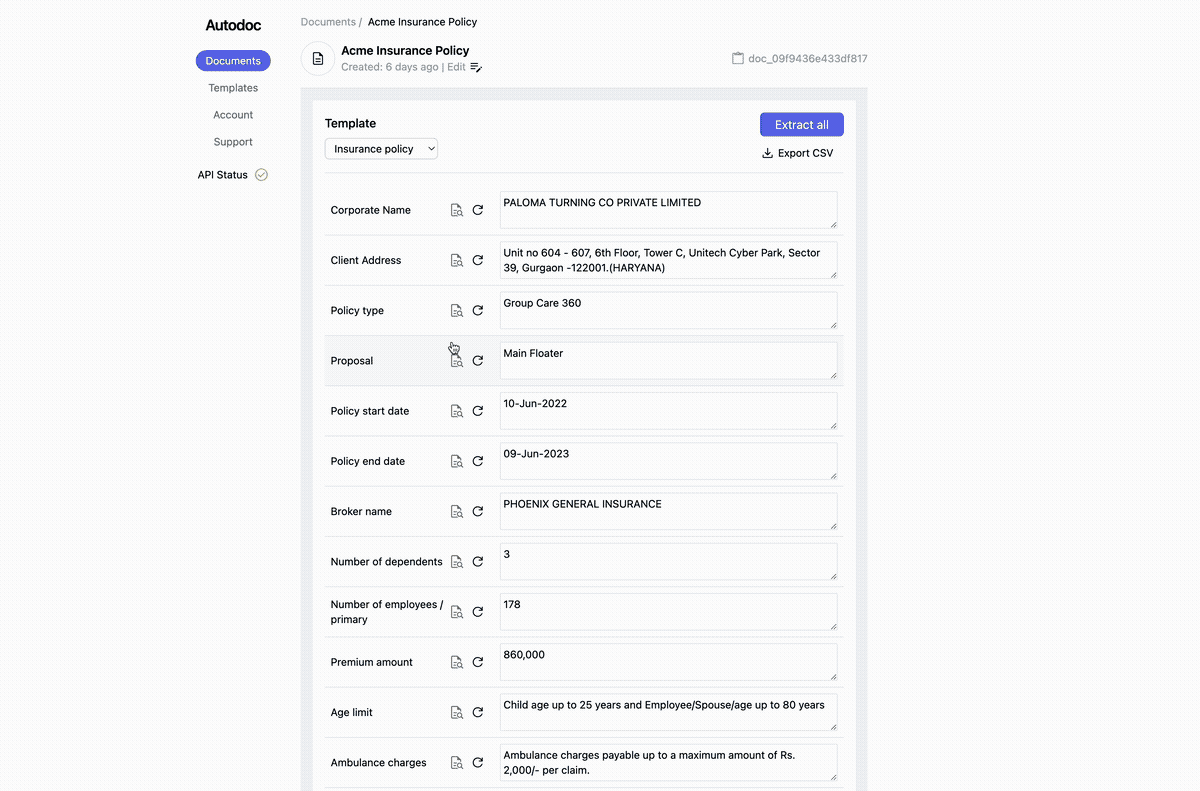 Autodoc
Documents
Templates
Account
Support
API Status
Documents / Acme Insurance Policy
Acme Insurance Policy
Created: 6 days ago | Edit
doc_09f9436e433df817
Template
Insurance policy
Extract all
Export CSV
Corporate Name
PALOMA TURNING CO PRIVATE LIMITED
Client Address
Unit no 604 - 607, 6th Floor, Tower C, Unitech Cyber Park, Sector
39, Gurgaon -122001.(HARYANA)
Policy type
Group Care 360
Proposal
Main Floater
Policy start date
10-Jun-2022
Policy end date
09-Jun-2023
Broker name
PHOENIX GENERAL INSURANCE
Number of dependents
3
Number of employees /
primary
178
Premium amount
860,000
Age limit
Child age up to 25 years and Employee/Spouse/age up to 80 years
Ambulance charges
Ambulance charges payable up to a maximum amount of Rs.
2,000/- per claim.